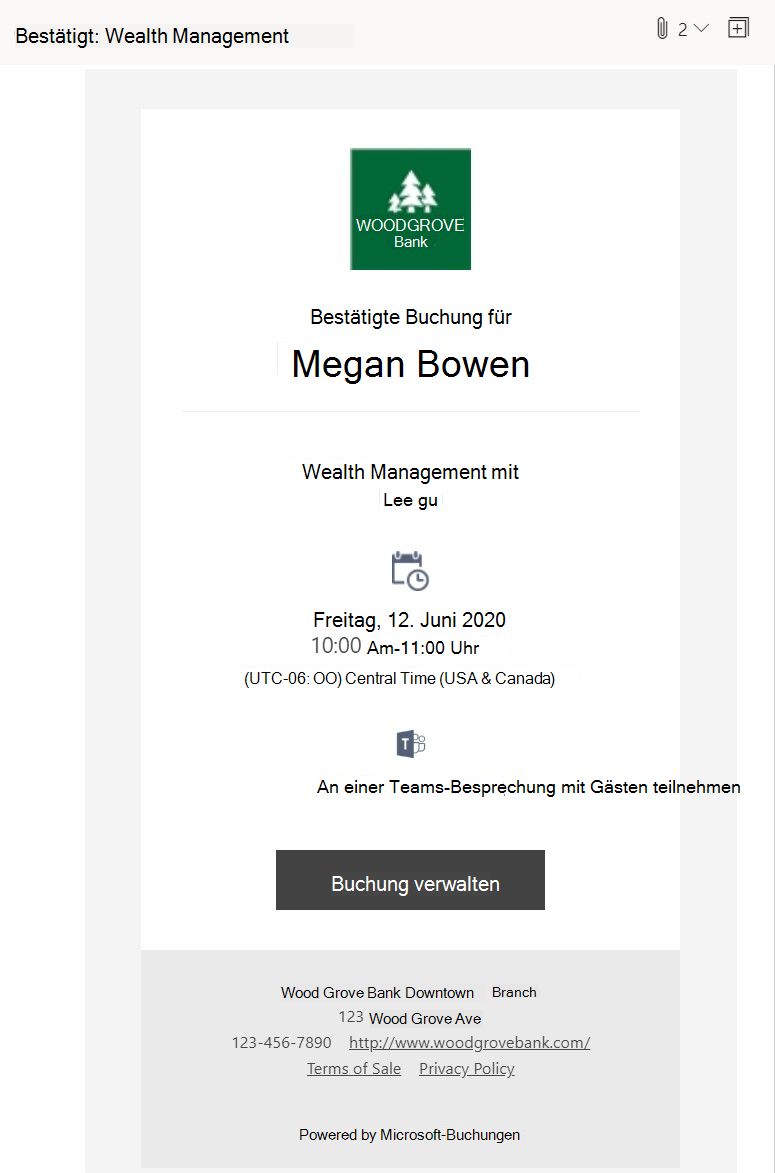 Bestätigt: Wealth Management
2
WOODGROVE
Bank
Bestätigte Buchung für
Megan Bowen
Wealth Management mit
Lee gu
Freitag, 12. Juni 2020
10:00 Am-11:00 Uhr
(UTC-06: OO) Central Time (USA & Canada)
T
An einer Teams-Besprechung mit Gästen teilnehmen
Buchung verwalten
Wood Grove Bank Downtown Branch
123 Wood Grove Ave
123-456-7890 http://www.woodgrovebank.com/
Terms of Sale Privacy Policy
Powered by Microsoft-Buchungen